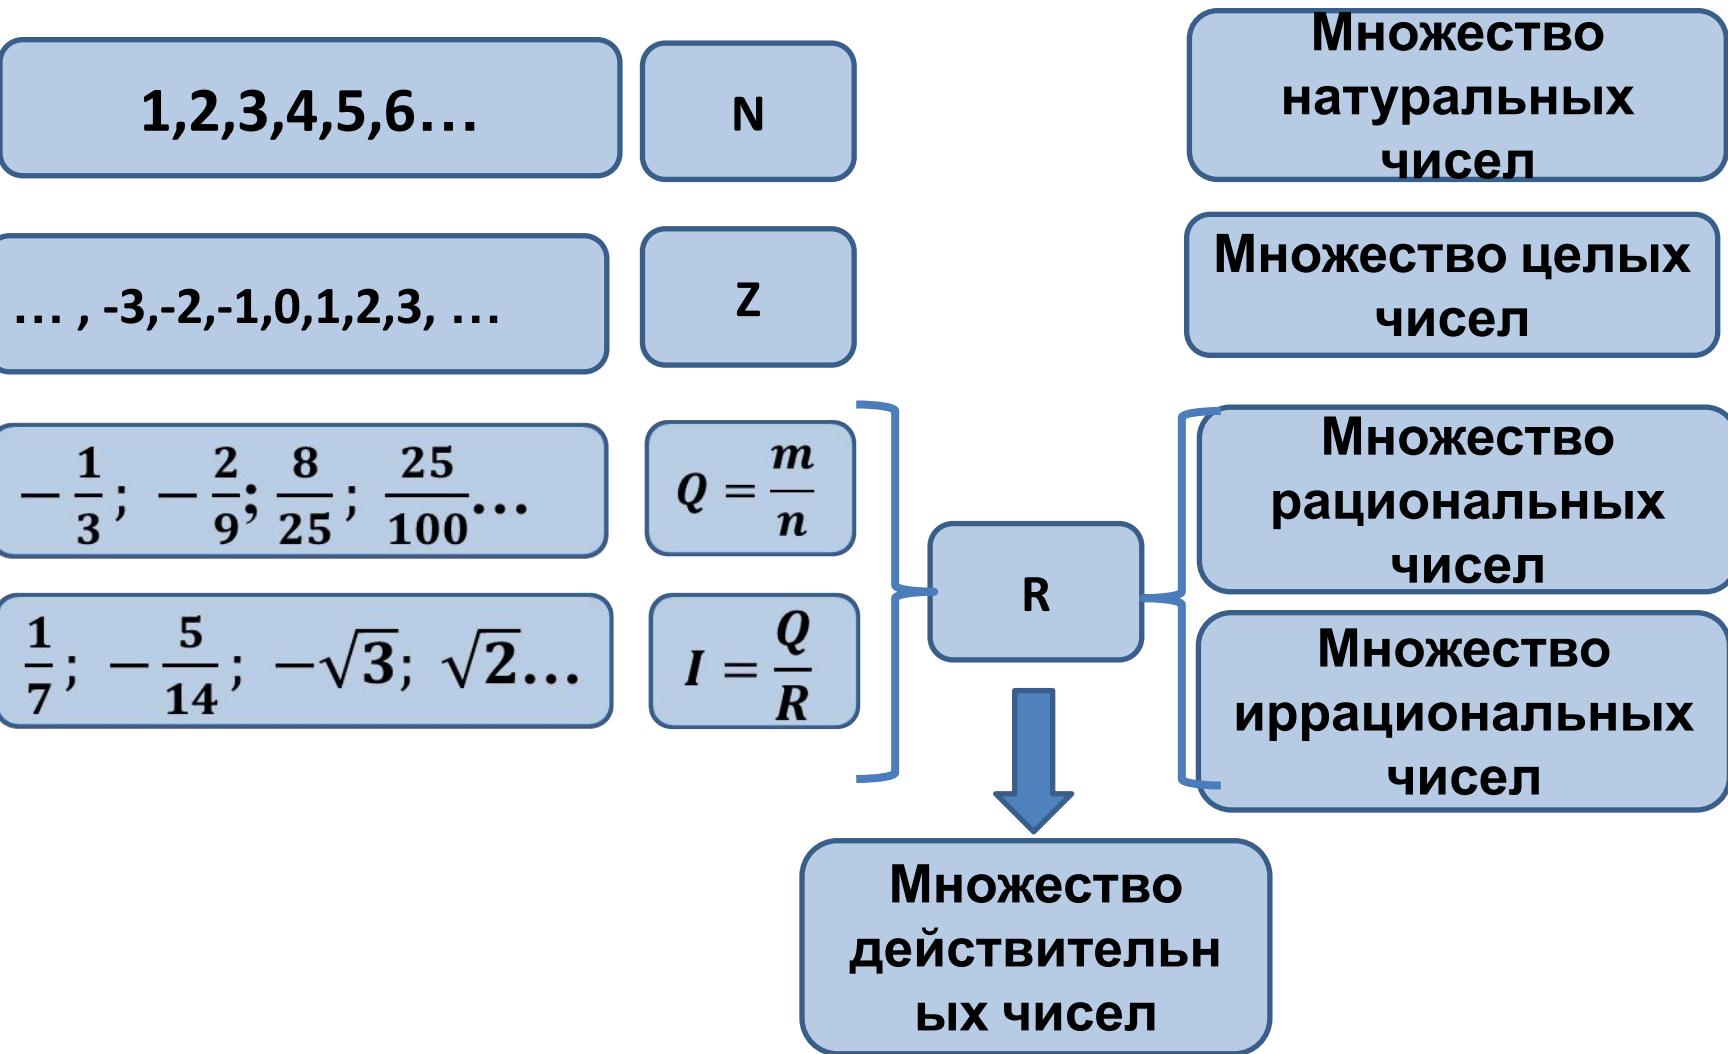 1,2,3,4,5,6...
N
Множество
натуральных
чисел
... , -3,-2,-1,0,1,2,3, ...
Z
Множество целых
чисел
−1/3; −2/9; 8/25; 25/100...
Q = m/n
Множество
рациональных
чисел
R
1/7; −5/14; −√3; √2...
I = Q/R
Множество
иррациональных
чисел
Множество
действительн
ых чисел